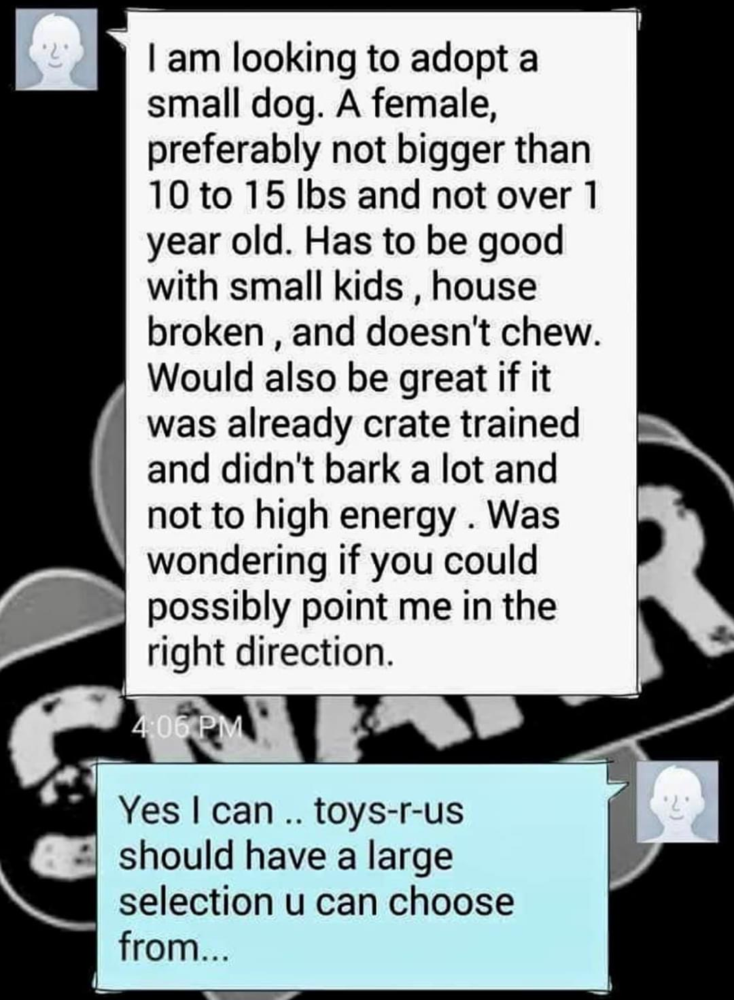 I am looking to adopt a
small dog. A female,
preferably not bigger than
10 to 15 lbs and not over 1
year old. Has to be good
with small kids , house
broken , and doesn't chew.
Would also be great if it
was already crate trained
and didn't bark a lot and
not to high energy . Was
wondering if you could
possibly point me in the
right direction.
4:06 PM
Yes I can .. toys-r-us
should have a large
selection u can choose
from...